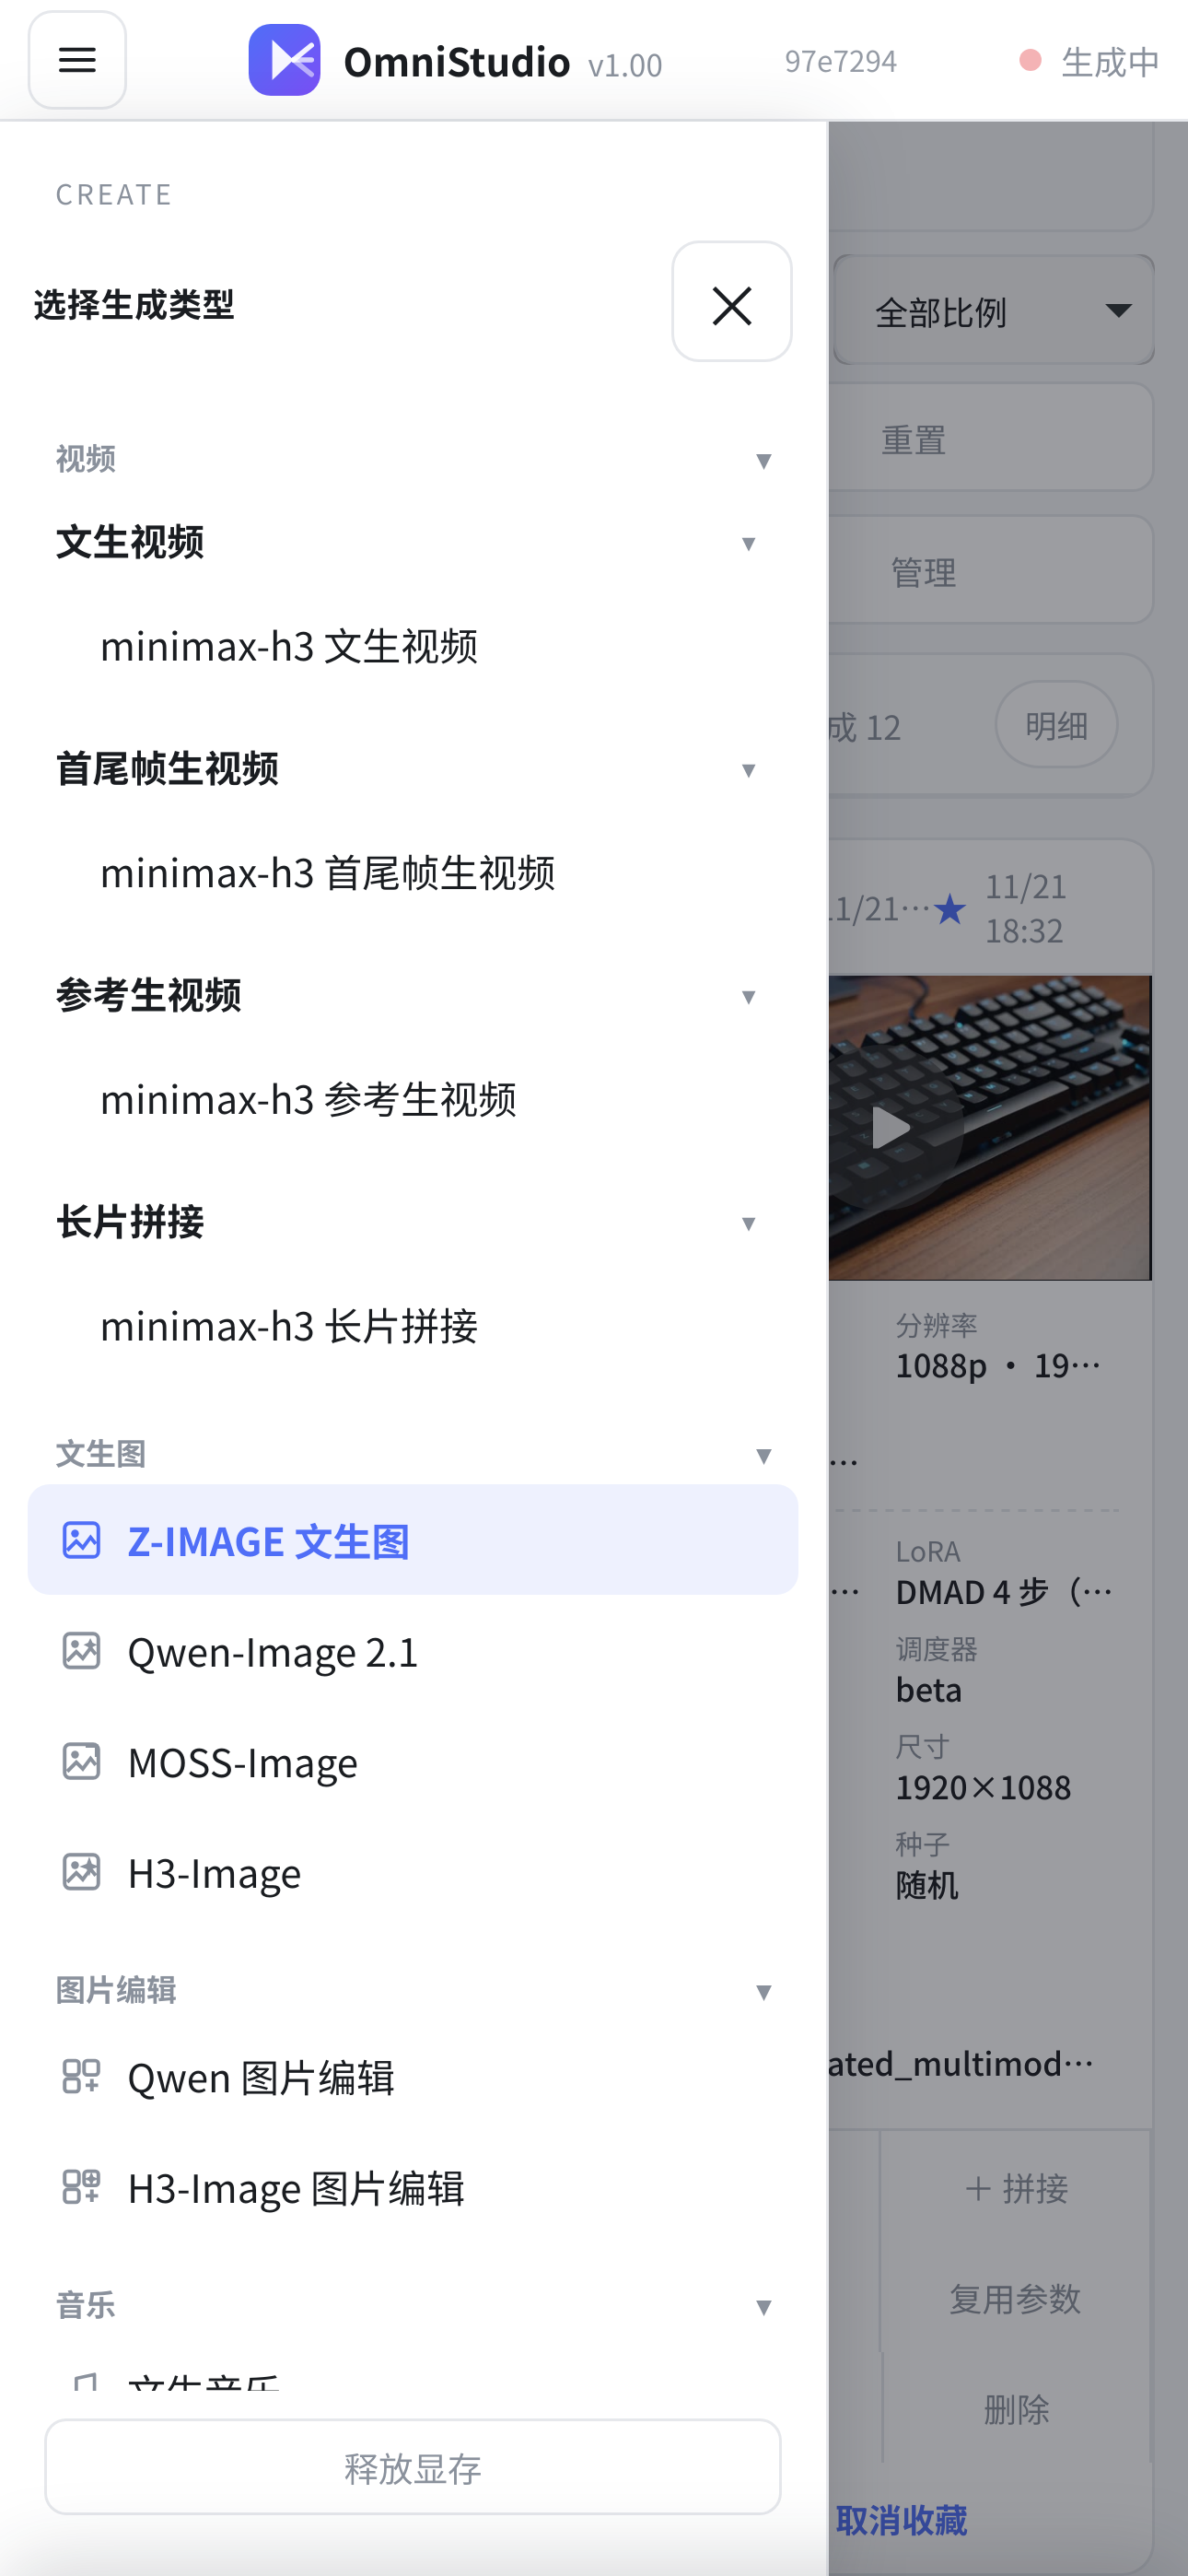 OmniStudio v1.00
97e7294
生成中
CREATE
选择生成类型
视频
文生视频
minimax-h3 文生视频
首尾帧生视频
minimax-h3 首尾帧生视频
参考生视频
minimax-h3 参考生视频
长片拼接
minimax-h3 长片拼接
文生图
Z-IMAGE 文生图
Qwen-Image 2.1
MOSS-Image
H3-Image
图片编辑
Qwen 图片编辑
H3-Image 图片编辑
音乐
文生音乐
释放显存
全部比例
重置
管理
成 12
明细
11/21…
★
11/21
18:32
分辨率
1088p • 19…
…
LoRA
… DMAD 4 步（…
调度器
beta
尺寸
1920×1088
种子
随机
ated_multimod…
＋ 拼接
复用参数
删除
取消收藏